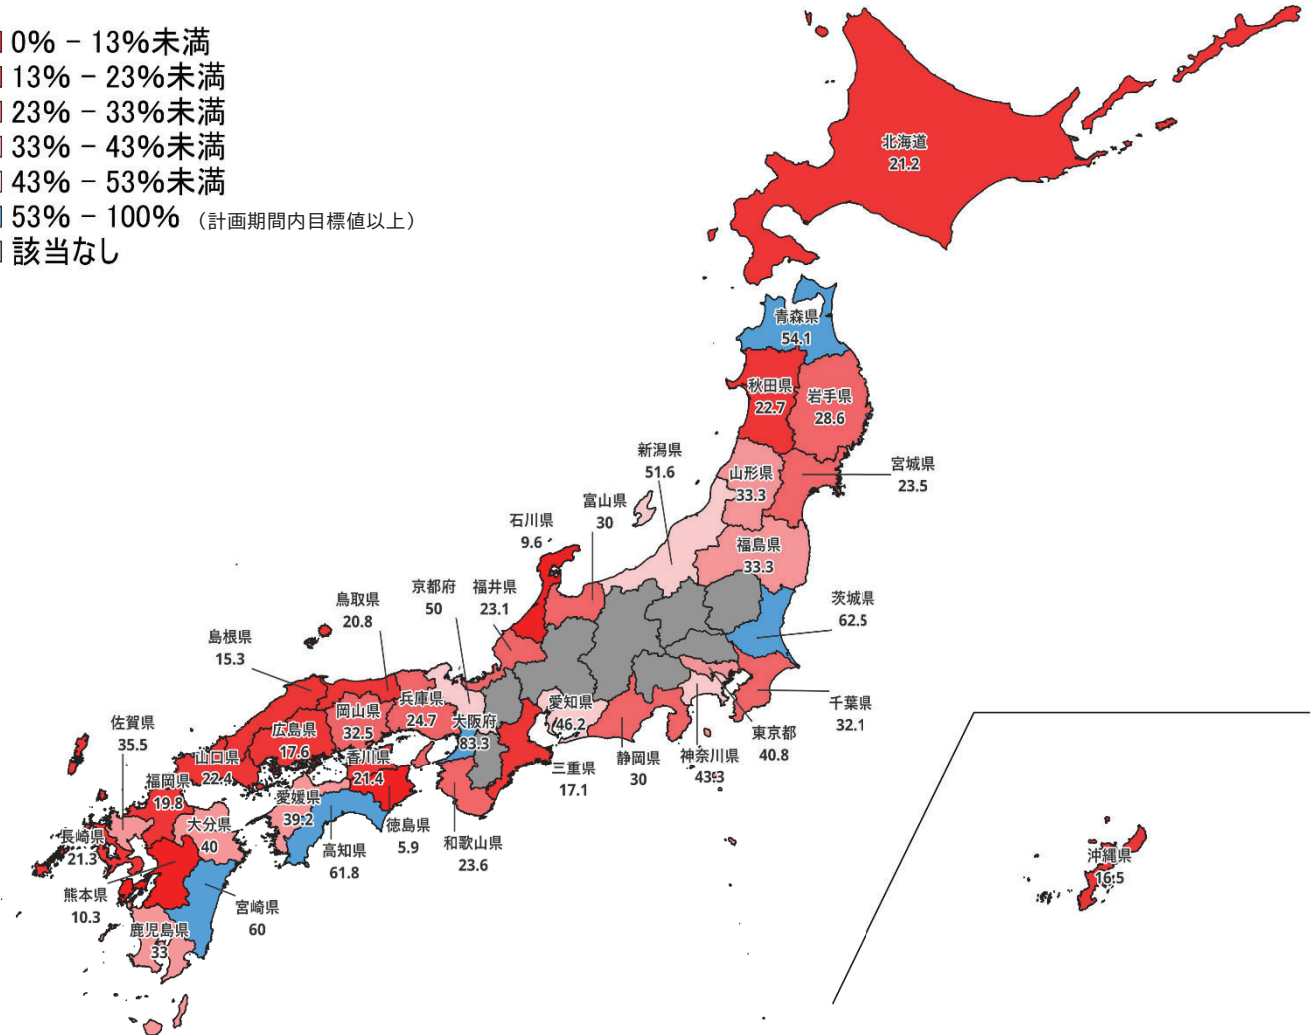 0% － 13%未満
13% － 23%未満
23% － 33%未満
33% － 43%未満
43% － 53%未満
53% － 100% （計画期間内目標値以上）
該当なし
北海道
21.2
青森県
54.1
秋田県
22.7
岩手県
28.6
新潟県
51.6
山形県
33.3
宮城県
23.5
富山県
30
石川県
9.6
福島県
33.3
京都府
50
福井県
23.1
鳥取県
20.8
茨城県
62.5
島根県
15.3
兵庫県
24.7
愛知県
46.2
千葉県
32.1
岡山県
32.5
大阪府
83.3
佐賀県
35.5
広島県
17.6
東京都
40.8
山口県
22.4
香川県
21.4
三重県
17.1
静岡県
30
神奈川県
43.3
福岡県
19.8
愛媛県
39.2
大分県
40
徳島県
5.9
長崎県
21.3
高知県
61.8
和歌山県
23.6
沖縄県
16.5
熊本県
10.3
宮崎県
60
鹿児島県
33